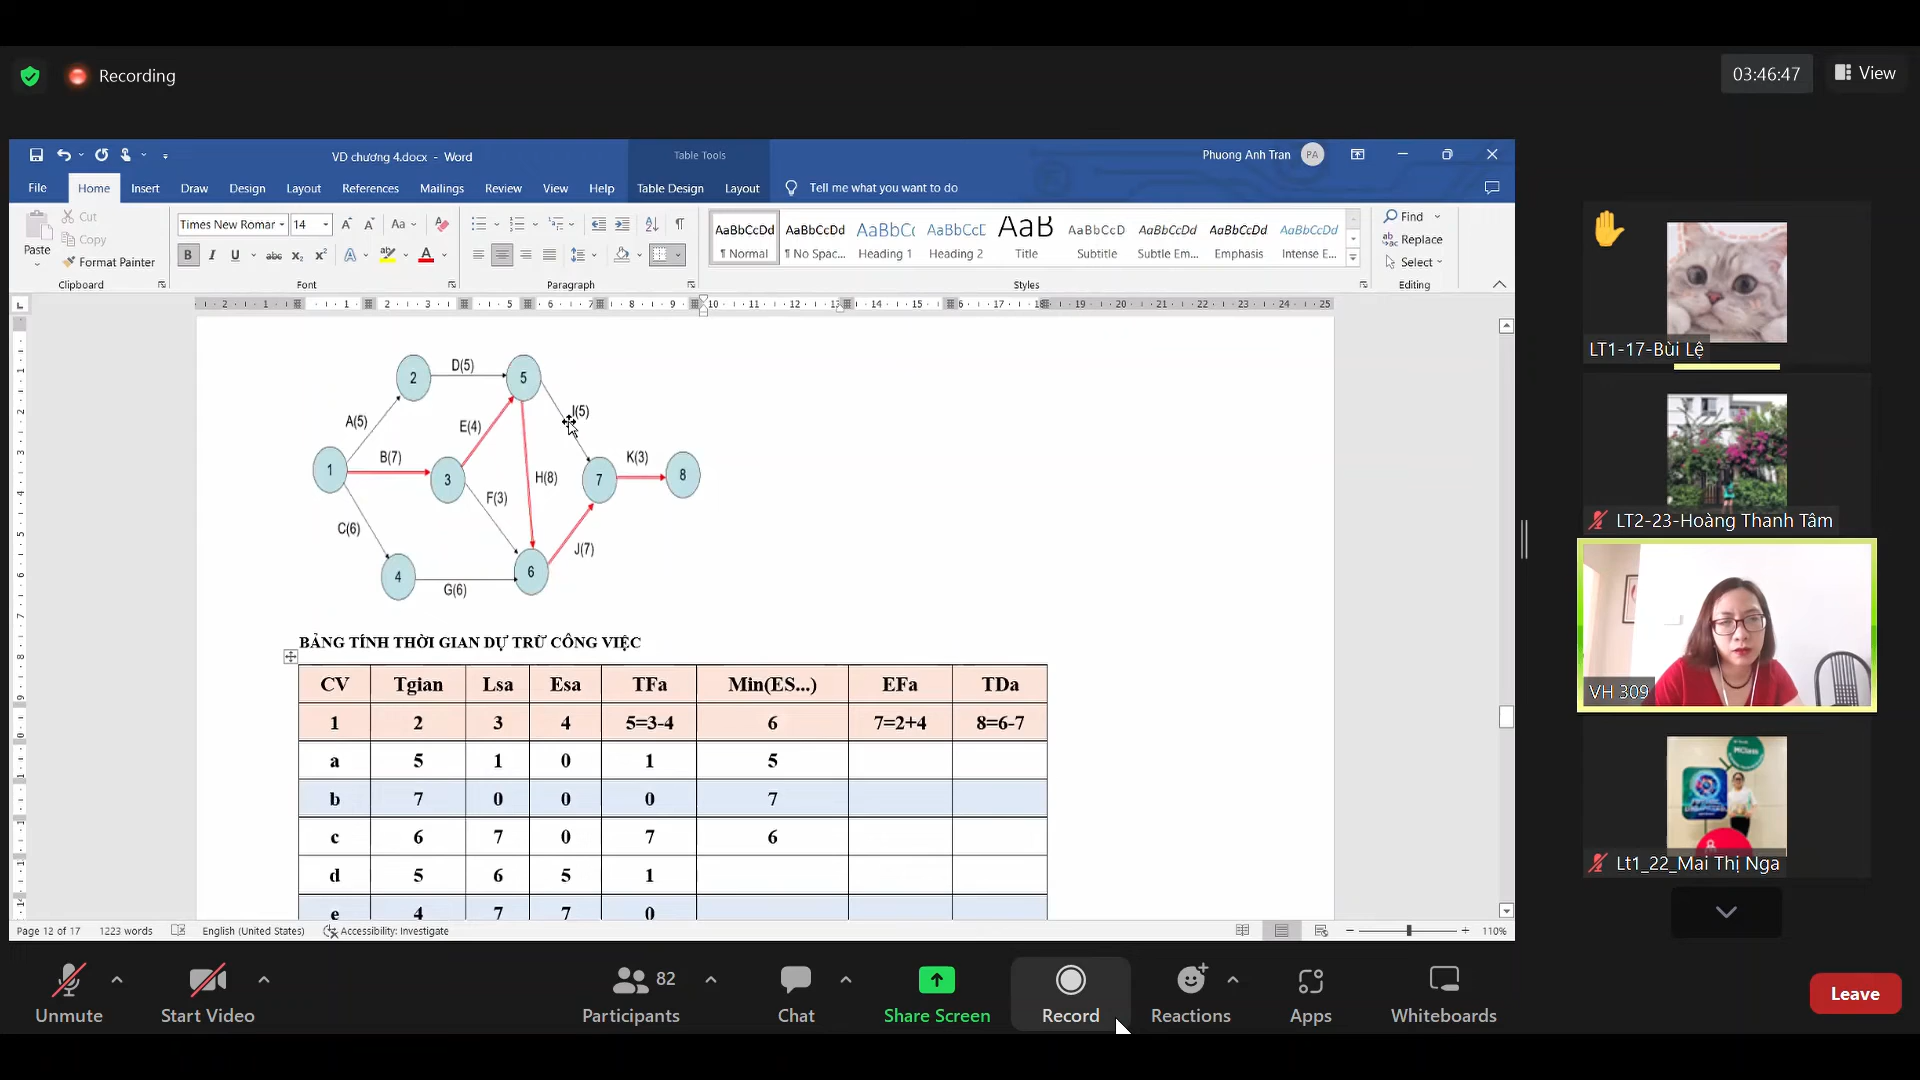 Recording
03:46:47
View
VD chương 4.docx - Word
Table Tools
Phuong Anh Tran
PA
File
Home
Insert
Draw
Design
Layout
References
Mailings
Review
View
Help
Table Design
Layout
Tell me what you want to do
Paste
Cut
Copy
Format Painter
Clipboard
Times New Roman
14
Font
Paragraph
AaBbCcDd
¶ Normal
AaBbCcDd
¶ No Spac...
AaBbCc
Heading 1
AaBbCcE
Heading 2
AaB
Title
AaBbCcD
Subtitle
AaBbCcDd
Subtle Em...
AaBbCcDd
Emphasis
AaBbCcDd
Intense E...
Styles
Find
Replace
Select
Editing
1
2
3
4
5
6
7
8
A(5)
B(7)
C(6)
D(5)
E(4)
F(3)
G(6)
H(8)
I(5)
J(7)
K(3)
BẢNG TÍNH THỜI GIAN DỰ TRỮ CÔNG VIỆC
CV Tgian Lsa Esa TFa Min(ES...) EFa TDa
1 2 3 4 5=3-4 6 7=2+4 8=6-7
a 5 1 0 1 5
b 7 0 0 0 7
c 6 7 0 7 6
d 5 6 5 1
e 4 7 7 0
Page 12 of 17
1223 words
English (United States)
Accessibility: Investigate
110%
LT1-17-Bùi Lệ
LT2-23-Hoàng Thanh Tâm
VH 309
MClass
Lt1_22_Mai Thị Nga
Unmute
Start Video
82
Participants
Chat
Share Screen
Record
Reactions
Apps
Whiteboards
Leave